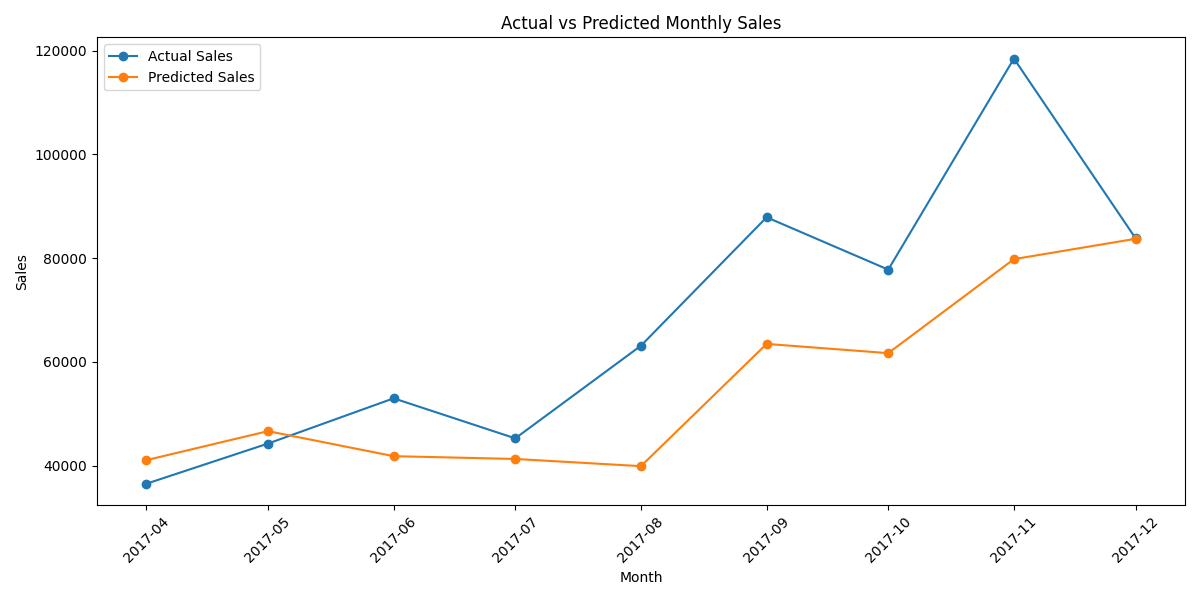 Actual vs Predicted Monthly Sales
Actual Sales
Predicted Sales
120000
100000
80000
60000
40000
Sales
2017-04
2017-05
2017-06
2017-07
2017-08
2017-09
2017-10
2017-11
2017-12
Month